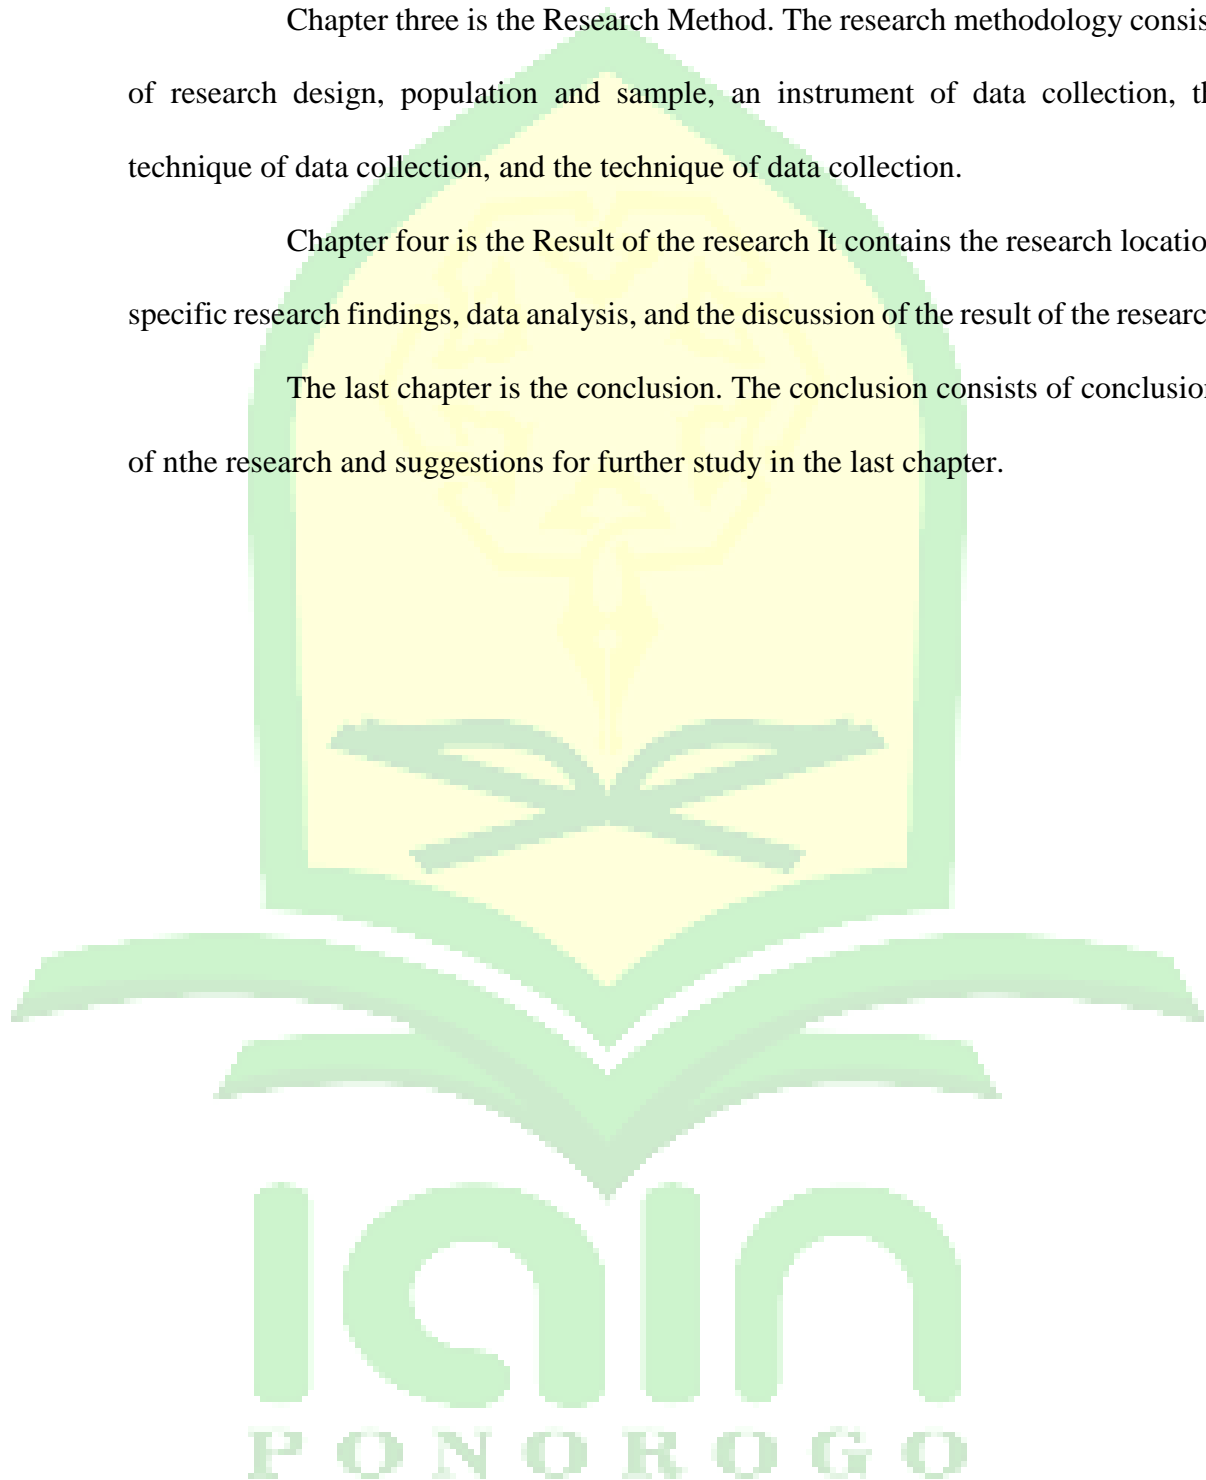 Chapter three is the Research Method. The research methodology consis
of research design, population and sample, an instrument of data collection, th
technique of data collection, and the technique of data collection.
Chapter four is the Result of the research It contains the research location
specific research findings, data analysis, and the discussion of the result of the researc
The last chapter is the conclusion. The conclusion consists of conclusion
of nthe research and suggestions for further study in the last chapter.
iain
PONOROGO